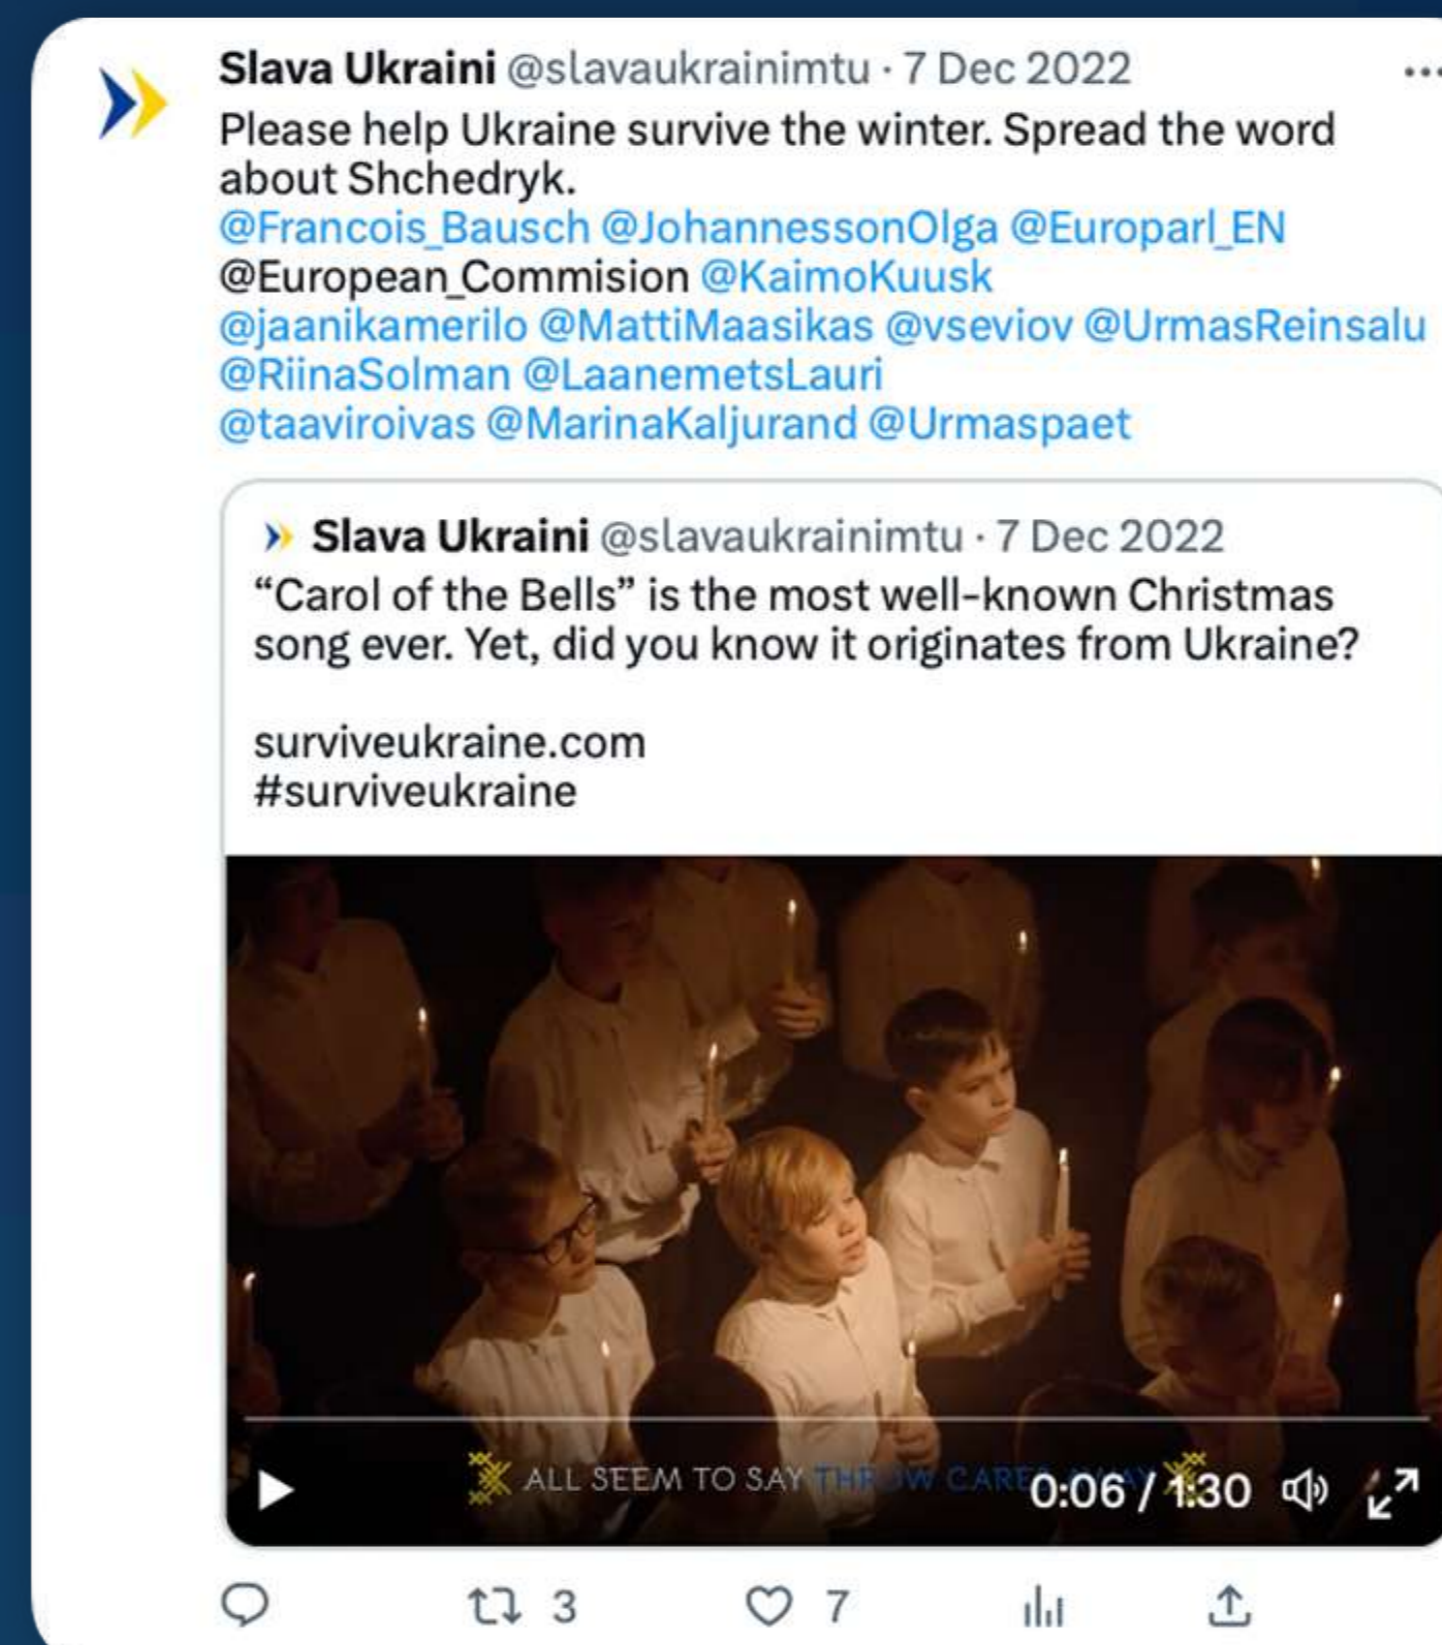 Slava Ukraini @slavaukrainimtu · 7 Dec 2022
Please help Ukraine survive the winter. Spread the word
about Shchedryk.
@Francois_Bausch @JohannessonOlga @Europarl_EN
@European_Commision @KaimoKuusk
@jaanikamerilo @MattiMaasikas @vseviov @UrmasReinsalu
@RiinaSolman @LaanemetsLauri
@taaviroivas @MarinaKaljurand @Urmaspaet
Slava Ukraini @slavaukrainimtu · 7 Dec 2022
“Carol of the Bells” is the most well-known Christmas
song ever. Yet, did you know it originates from Ukraine?
surviveukraine.com
#surviveukraine
ALL SEEM TO SAY THROW CARES AWAY
0:06 / 1:30
3 7